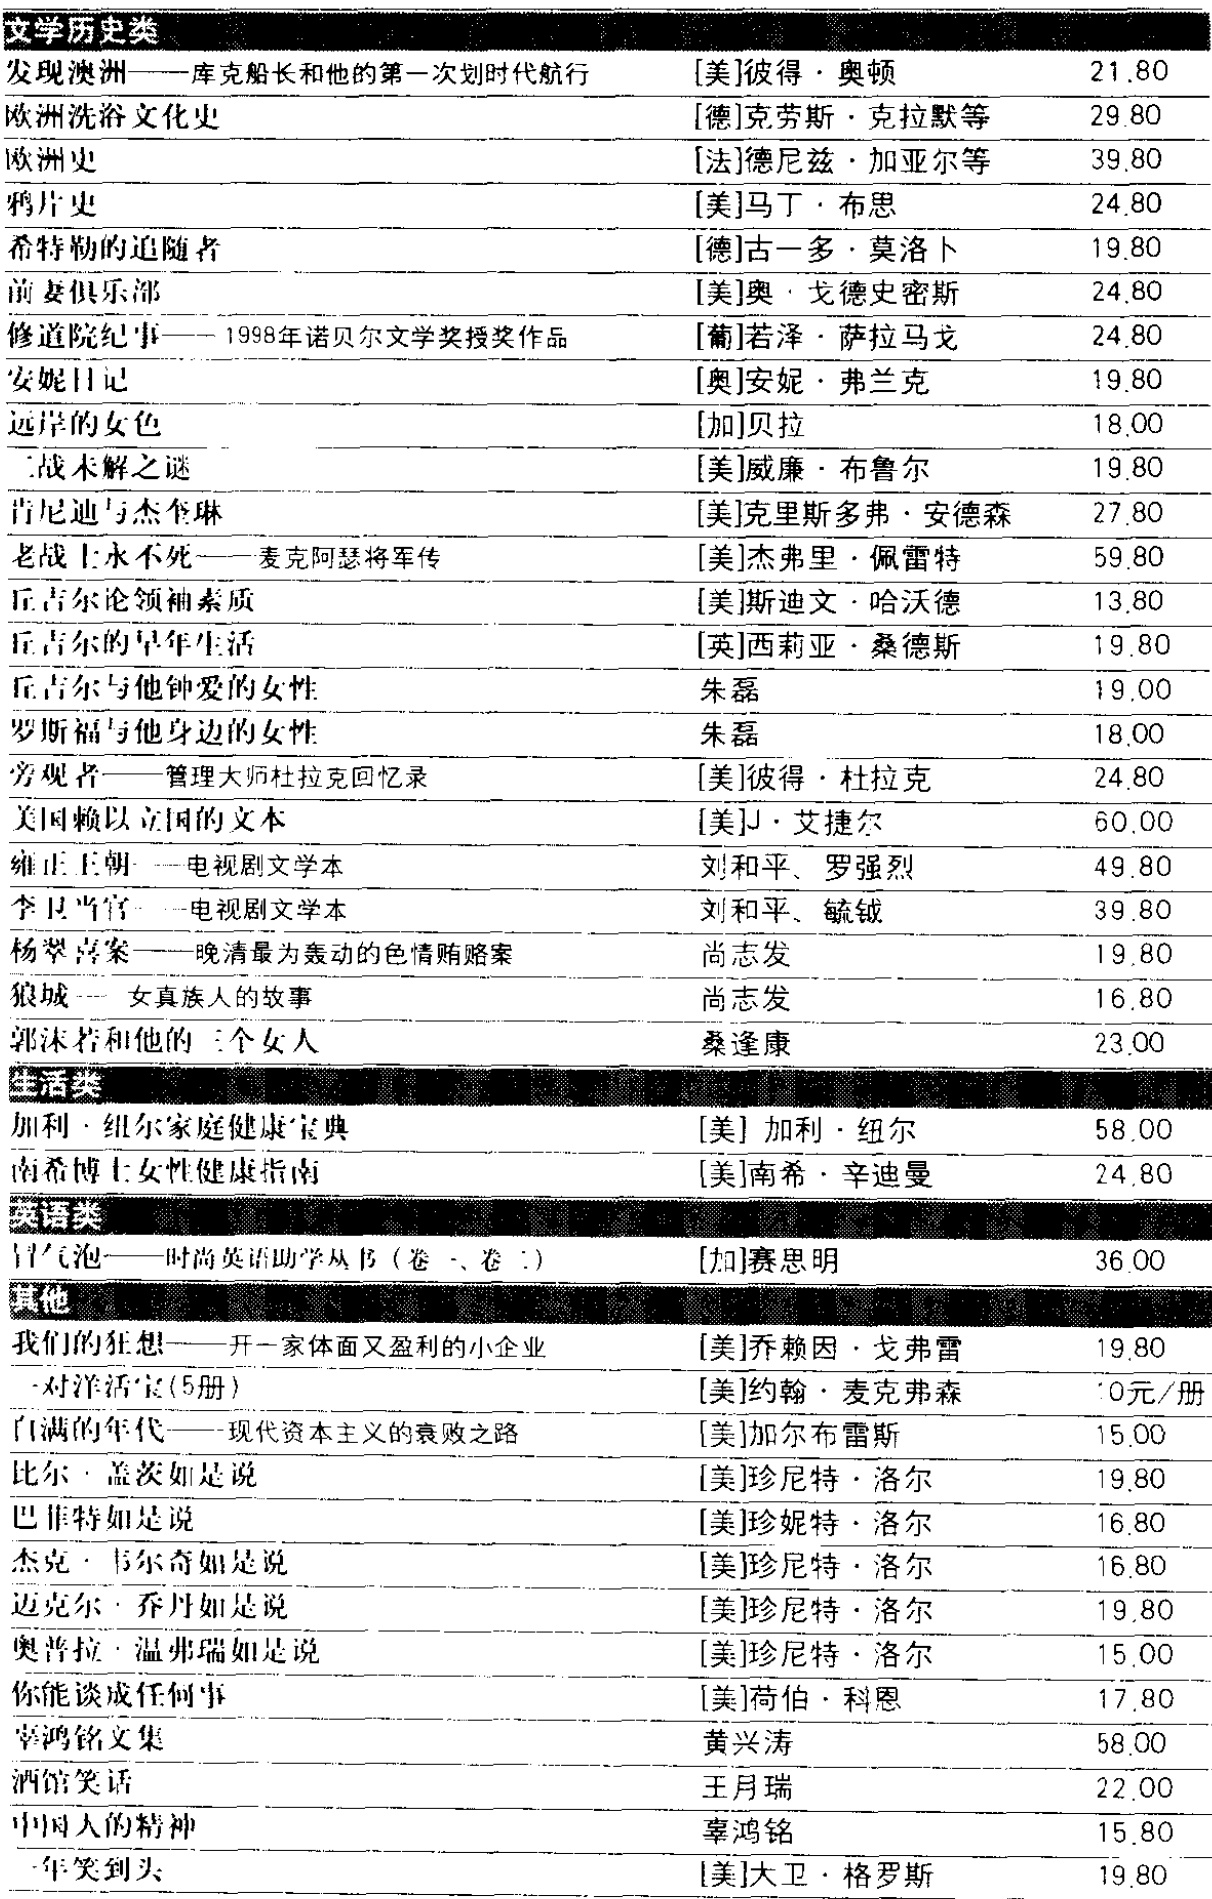 文学历史类
发现澳洲——库克船长和他的第一次划时代航行 [美]彼得·奥顿 21.80
欧洲洗浴文化史 [德]克劳斯·克拉默等 29.80
欧洲史 [法]德尼兹·加亚尔等 39.80
鸦片史 [美]马丁·布思 24.80
希特勒的追随者 [德]古一多·莫洛卜 19.80
前妻俱乐部 [美]奥·戈德史密斯 24.80
修道院纪事——1998年诺贝尔文学奖授奖作品 [葡]若泽·萨拉马戈 24.80
安妮日记 [奥]安妮·弗兰克 19.80
远岸的女色 [加]贝拉 18.00
二战未解之谜 [美]威廉·布鲁尔 19.80
肯尼迪与杰奎琳 [美]克里斯多弗·安德森 27.80
老战士永不死——麦克阿瑟将军传 [美]杰弗里·佩雷特 59.80
丘吉尔论领袖素质 [美]斯迪文·哈沃德 13.80
丘吉尔的早年生活 [英]西莉亚·桑德斯 19.80
丘吉尔与他钟爱的女性 朱磊 19.00
罗斯福与他身边的女性 朱磊 18.00
旁观者——管理大师杜拉克回忆录 [美]彼得·杜拉克 24.80
美国赖以立国的文本 [美]J·艾捷尔 60.00
雍正王朝——电视剧文学本 刘和平、罗强烈 49.80
李卫当官——电视剧文学本 刘和平、毓钺 39.80
杨翠喜案——晚清最为轰动的色情贿赂案 尚志发 19.80
狼城——女真族人的故事 尚志发 16.80
郭沫若和他的三个女人 桑逢康 23.00
生活类
加利·纽尔家庭健康宝典 [美] 加利·纽尔 58.00
南希博士女性健康指南 [美]南希·辛迪曼 24.80
英语类
冒气泡——时尚英语助学丛书（卷一、卷二） [加]赛思明 36.00
其他
我们的狂想——开一家体面又盈利的小企业 [美]乔赖因·戈弗雷 19.80
一对洋活宝(5册) [美]约翰·麦克弗森 10元/册
自满的年代——现代资本主义的衰败之路 [美]加尔布雷斯 15.00
比尔·盖茨如是说 [美]珍尼特·洛尔 19.80
巴菲特如是说 [美]珍妮特·洛尔 16.80
杰克·韦尔奇如是说 [美]珍尼特·洛尔 16.80
迈克尔·乔丹如是说 [美]珍尼特·洛尔 19.80
奥普拉·温弗瑞如是说 [美]珍尼特·洛尔 15.00
你能谈成任何事 [美]荷伯·科恩 17.80
辜鸿铭文集 黄兴涛 58.00
酒馆笑话 王月瑞 22.00
中国人的精神 辜鸿铭 15.80
一年笑到头 [美]大卫·格罗斯 19.80